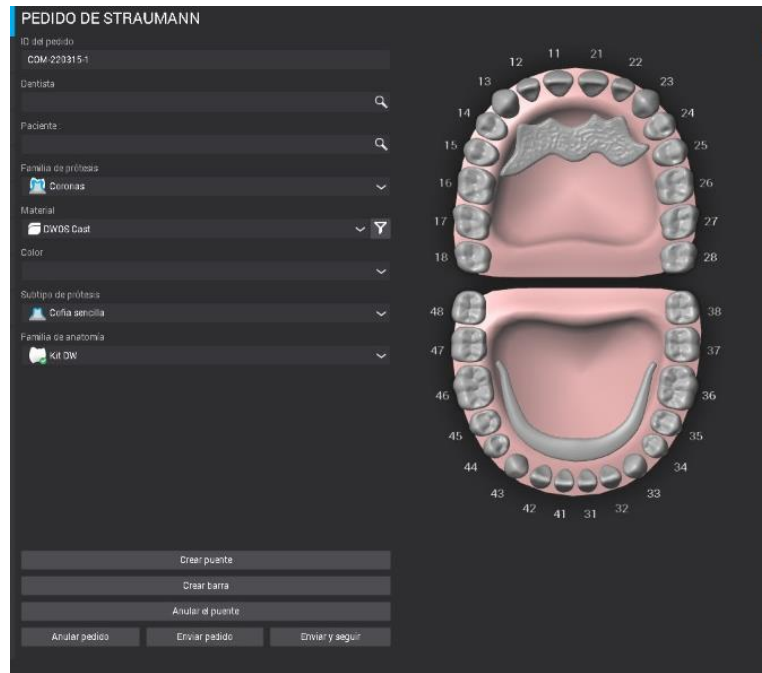 PEDIDO DE STRAUMANN
ID del pedido
COM-220315-1
Dentista
Paciente :
Familia de prótesis
Coronas
Material
DWOS Cast
Color
Subtipo de prótesis
Cofia sencilla
Familia de anatomía
Kit DW
Crear puente
Crear barra
Anular el puente
Anular pedido Enviar pedido Enviar y seguir
11 21
12 22
13 23
14 24
15 25
16 26
17 27
18 28
48 38
47 37
46 36
45 35
44 34
43 33
42 41 31 32